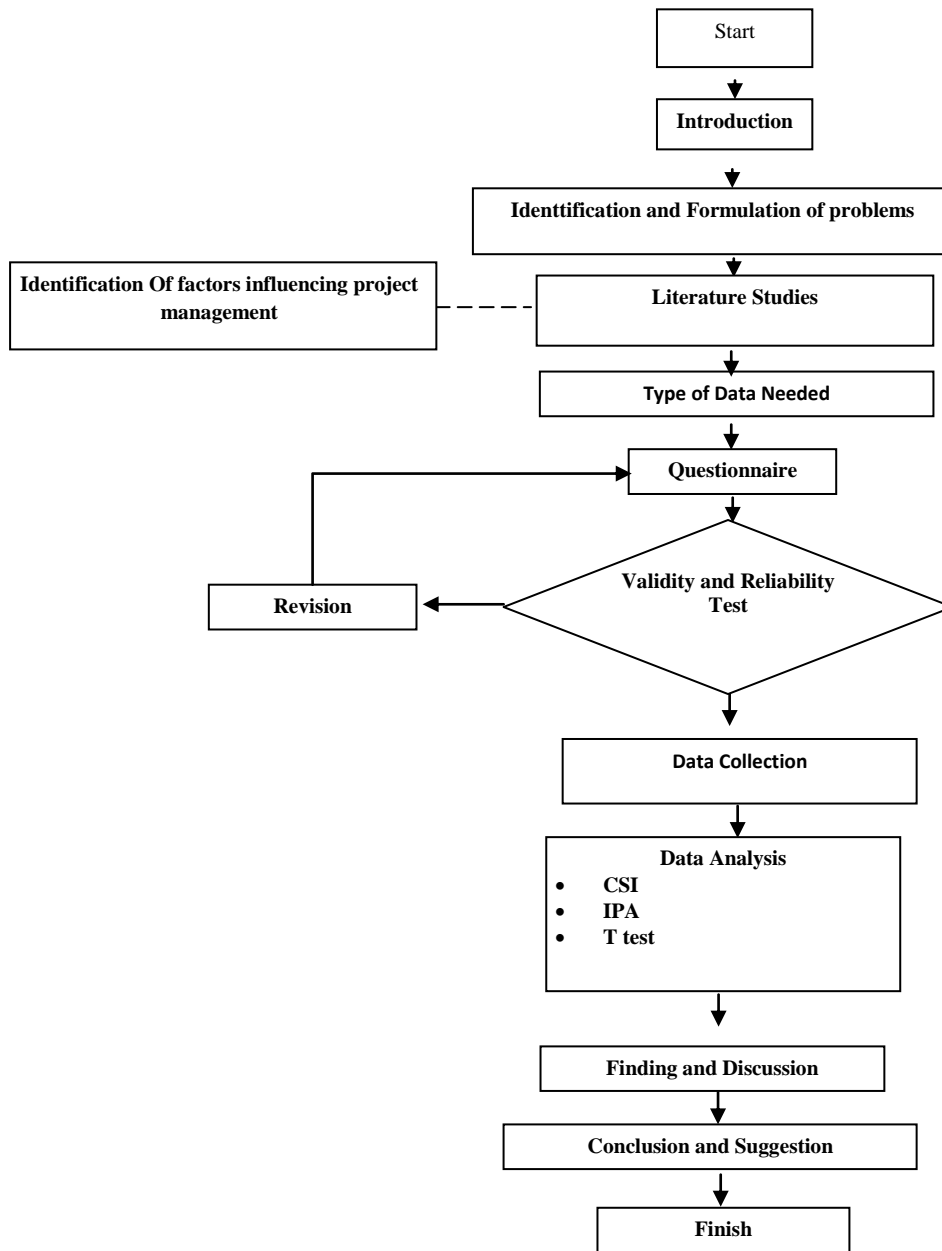 Start
Introduction
Identtification and Formulation of problems
Identification Of factors influencing project
management
Literature Studies
Type of Data Needed
Questionnaire
Validity and Reliability
Test
Revision
Data Collection
Data Analysis
• CSI
• IPA
• T test
Finding and Discussion
Conclusion and Suggestion
Finish